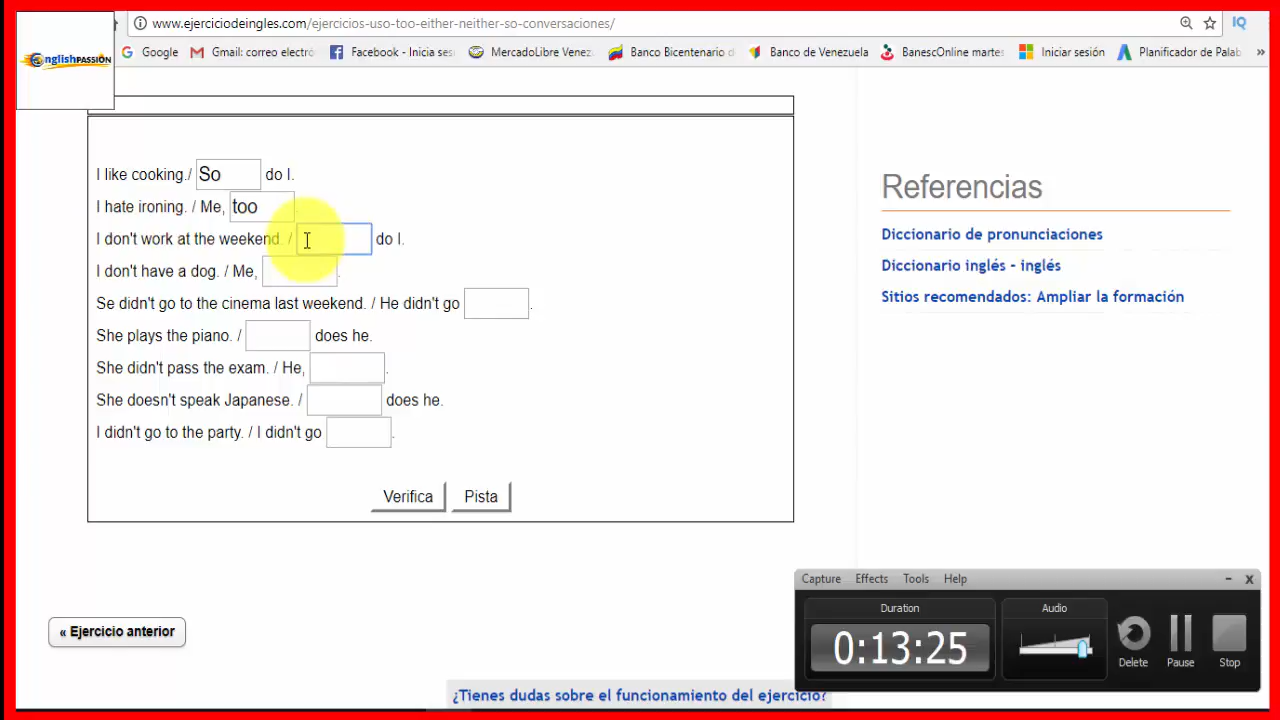 www.ejerciciodeingles.com/ejercicios-uso-too-either-neither-so-conversaciones/
IQ
nglishPASSIÓN
Google
Gmail: correo electró
Facebook - Inicia ses
MercadoLibre Venez
Banco Bicentenario d
Banco de Venezuela
BanescOnline martes
Iniciar sesión
Planificador de Palab
»
I like cooking./ So do I.
I hate ironing. / Me, too .
I don't work at the weekend. / do I.
I don't have a dog. / Me, .
Se didn't go to the cinema last weekend. / He didn't go .
She plays the piano. / does he.
She didn't pass the exam. / He, .
She doesn't speak Japanese. / does he.
I didn't go to the party. / I didn't go .
Verifica Pista
Referencias
Diccionario de pronunciaciones
Diccionario inglés - inglés
Sitios recomendados: Ampliar la formación
« Ejercicio anterior
¿Tienes dudas sobre el funcionamiento del ejercicio?
Capture Effects Tools Help - x
Duration Audio
0:13:25
Delete Pause Stop